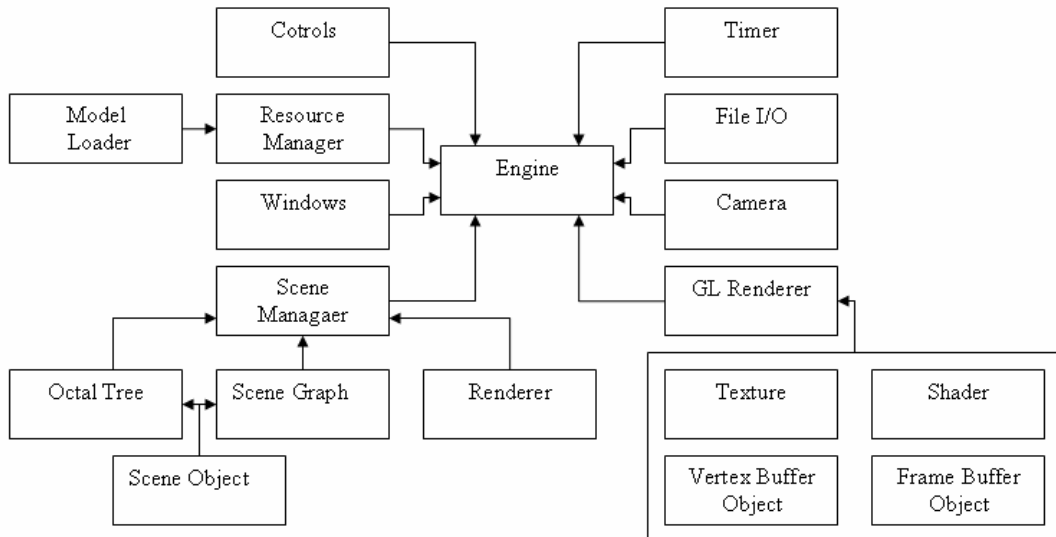 Cotrols
Timer
Model
Loader
Resource
Manager
File I/O
Engine
Windows
Camera
Scene
Managaer
GL Renderer
Octal Tree
Scene Graph
Renderer
Texture
Shader
Scene Object
Vertex Buffer
Object
Frame Buffer
Object